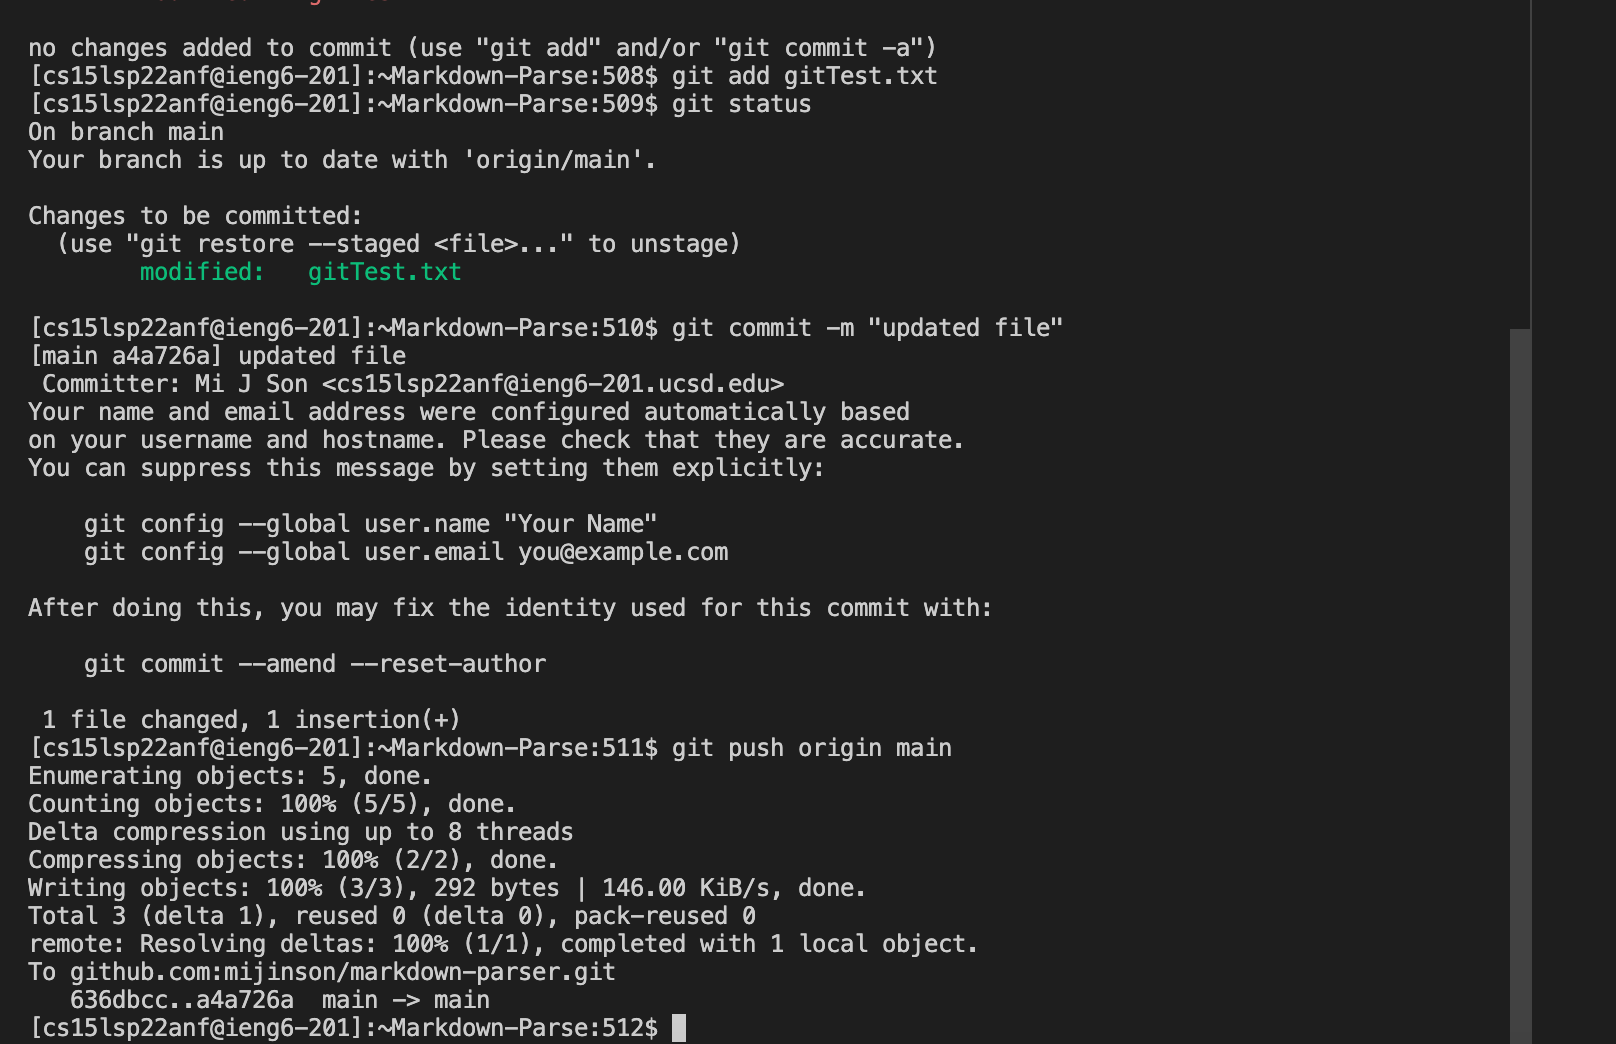 no changes added to commit (use "git add" and/or "git commit -a")
[cs15lsp22anf@ieng6-201]:~Markdown-Parse:508$ git add gitTest.txt
[cs15lsp22anf@ieng6-201]:~Markdown-Parse:509$ git status
On branch main
Your branch is up to date with 'origin/main'.

Changes to be committed:
  (use "git restore --staged <file>..." to unstage)
        modified:   gitTest.txt

[cs15lsp22anf@ieng6-201]:~Markdown-Parse:510$ git commit -m "updated file"
[main a4a726a] updated file
 Committer: Mi J Son <cs15lsp22anf@ieng6-201.ucsd.edu>
Your name and email address were configured automatically based
on your username and hostname. Please check that they are accurate.
You can suppress this message by setting them explicitly:

    git config --global user.name "Your Name"
    git config --global user.email you@example.com

After doing this, you may fix the identity used for this commit with:

    git commit --amend --reset-author

 1 file changed, 1 insertion(+)
[cs15lsp22anf@ieng6-201]:~Markdown-Parse:511$ git push origin main
Enumerating objects: 5, done.
Counting objects: 100% (5/5), done.
Delta compression using up to 8 threads
Compressing objects: 100% (2/2), done.
Writing objects: 100% (3/3), 292 bytes | 146.00 KiB/s, done.
Total 3 (delta 1), reused 0 (delta 0), pack-reused 0
remote: Resolving deltas: 100% (1/1), completed with 1 local object.
To github.com:mijinson/markdown-parser.git
   636dbcc..a4a726a  main -> main
[cs15lsp22anf@ieng6-201]:~Markdown-Parse:512$